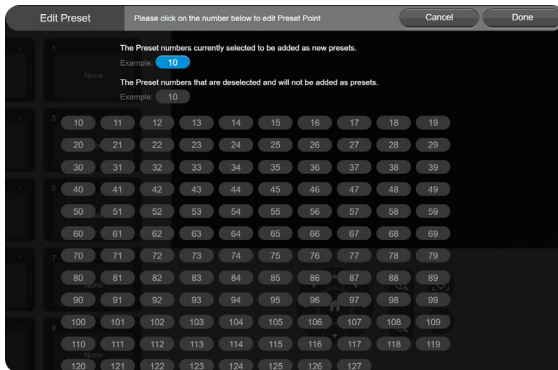 Edit Preset Please click on the number below to edit Preset Point Cancel Done
The Preset numbers currently selected to be added as new presets.
Example: 10
The Preset numbers that are deselected and will not be added as presets.
Example: 10
1
None
3
5
7
None
9
None
10 11 12 13 14 15 16 17 18 19
20 21 22 23 24 25 26 27 28 29
30 31 32 33 34 35 36 37 38 39
40 41 42 43 44 45 46 47 48 49
50 51 52 53 54 55 56 57 58 59
60 61 62 63 64 65 66 67 68 69
70 71 72 73 74 75 76 77 78 79
80 81 82 83 84 85 86 87 88 89
90 91 92 93 94 95 96 97 98 99
100 101 102 103 104 105 106 107 108 109
110 111 112 113 114 115 116 117 118 119
120 121 122 123 124 125 126 127